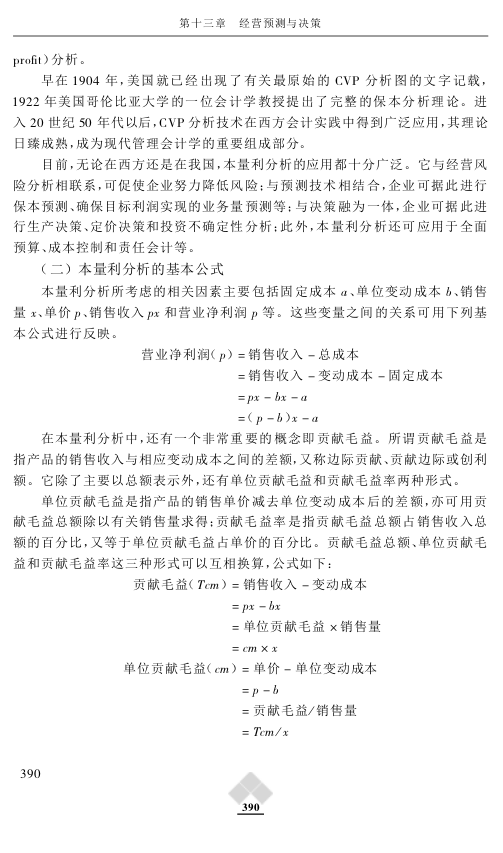 第十三章　经营预测与决策
profit)分析。
早在 1904 年,美国就已经出现了有关最原始的 CVP 分析图的文字记载,
1922 年美国哥伦比亚大学的一位会计学教授提出了完整的保本分析理论。进
入 20 世纪 50 年代以后,CVP 分析技术在西方会计实践中得到广泛应用,其理论
日臻成熟,成为现代管理会计学的重要组成部分。
目前,无论在西方还是在我国,本量利分析的应用都十分广泛。它与经营风
险分析相联系,可促使企业努力降低风险;与预测技术相结合,企业可据此进行
保本预测、确保目标利润实现的业务量预测等;与决策融为一体,企业可据此进
行生产决策、定价决策和投资不确定性分析;此外,本量利分析还可应用于全面
预算、成本控制和责任会计等。
(二)本量利分析的基本公式
本量利分析所考虑的相关因素主要包括固定成本 a、单位变动成本 b、销售
量 x、单价 p、销售收入 px 和营业净利润 p 等。这些变量之间的关系可用下列基
本公式进行反映。
营业净利润(p) = 销售收入 - 总成本
= 销售收入 - 变动成本 - 固定成本
= px - bx - a
= (p - b)x - a
在本量利分析中,还有一个非常重要的概念即贡献毛益。所谓贡献毛益是
指产品的销售收入与相应变动成本之间的差额,又称边际贡献、贡献边际或创利
额。它除了主要以总额表示外,还有单位贡献毛益和贡献毛益率两种形式。
单位贡献毛益是指产品的销售单价减去单位变动成本后的差额,亦可用贡
献毛益总额除以有关销售量求得;贡献毛益率是指贡献毛益总额占销售收入总
额的百分比,又等于单位贡献毛益占单价的百分比。贡献毛益总额、单位贡献毛
益和贡献毛益率这三种形式可以互相换算,公式如下:
贡献毛益(Tcm) = 销售收入 - 变动成本
= px - bx
= 单位贡献毛益 × 销售量
= cm × x
单位贡献毛益(cm) = 单价 - 单位变动成本
= p - b
= 贡献毛益/销售量
= Tcm/x
390
390